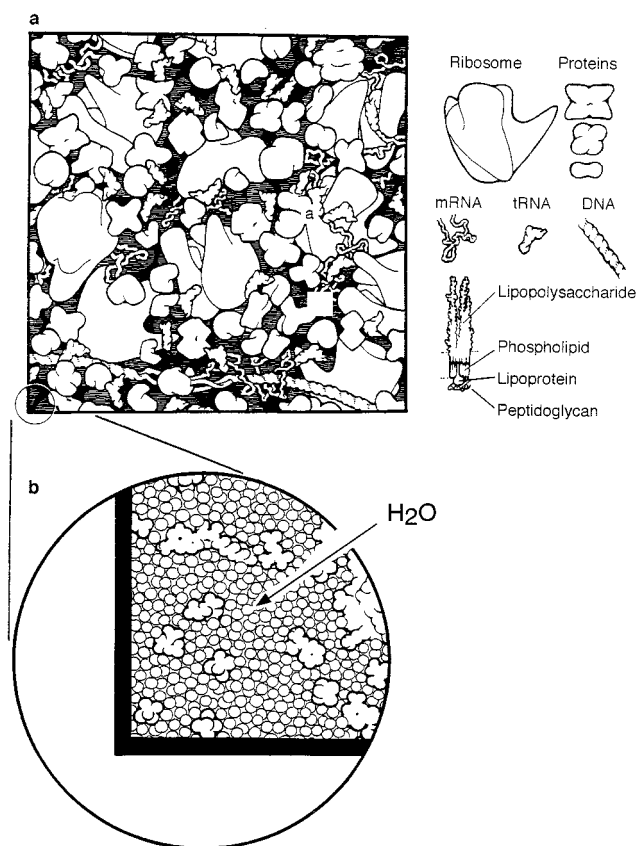 a
Ribosome Proteins
a
mRNA tRNA DNA
Lipopolysaccharide
Phospholipid
Lipoprotein
Peptidoglycan
b
H2O